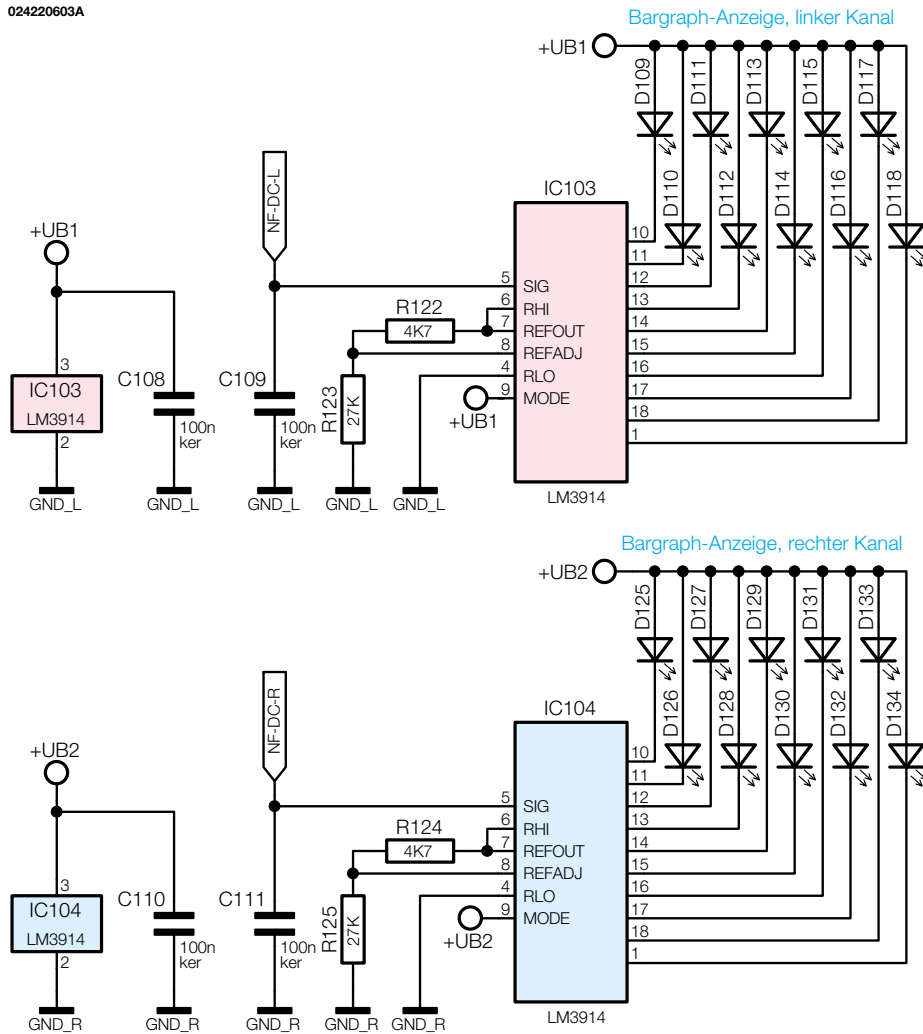 024220603A
Bargraph-Anzeige, linker Kanal
+UB1
D109
D111
D113
D115
D117
D110
D112
D114
D116
D118
NF-DC-L
IC103
+UB1
5
6
7
8
4
9
SIG
RHI
REFOUT
REFADJ
RLO
MODE
10
11
12
13
14
15
16
17
18
1
R122
4K7
R123
27K
+UB1
3
IC103
LM3914
2
C108
100n
ker
C109
100n
ker
GND_L
GND_L
GND_L
GND_L
GND_L
LM3914
Bargraph-Anzeige, rechter Kanal
+UB2
D125
D127
D129
D131
D133
D126
D128
D130
D132
D134
NF-DC-R
IC104
+UB2
5
6
7
8
4
9
SIG
RHI
REFOUT
REFADJ
RLO
MODE
10
11
12
13
14
15
16
17
18
1
R124
4K7
R125
27K
+UB2
3
IC104
LM3914
2
C110
100n
ker
C111
100n
ker
GND_R
GND_R
GND_R
GND_R
GND_R
LM3914